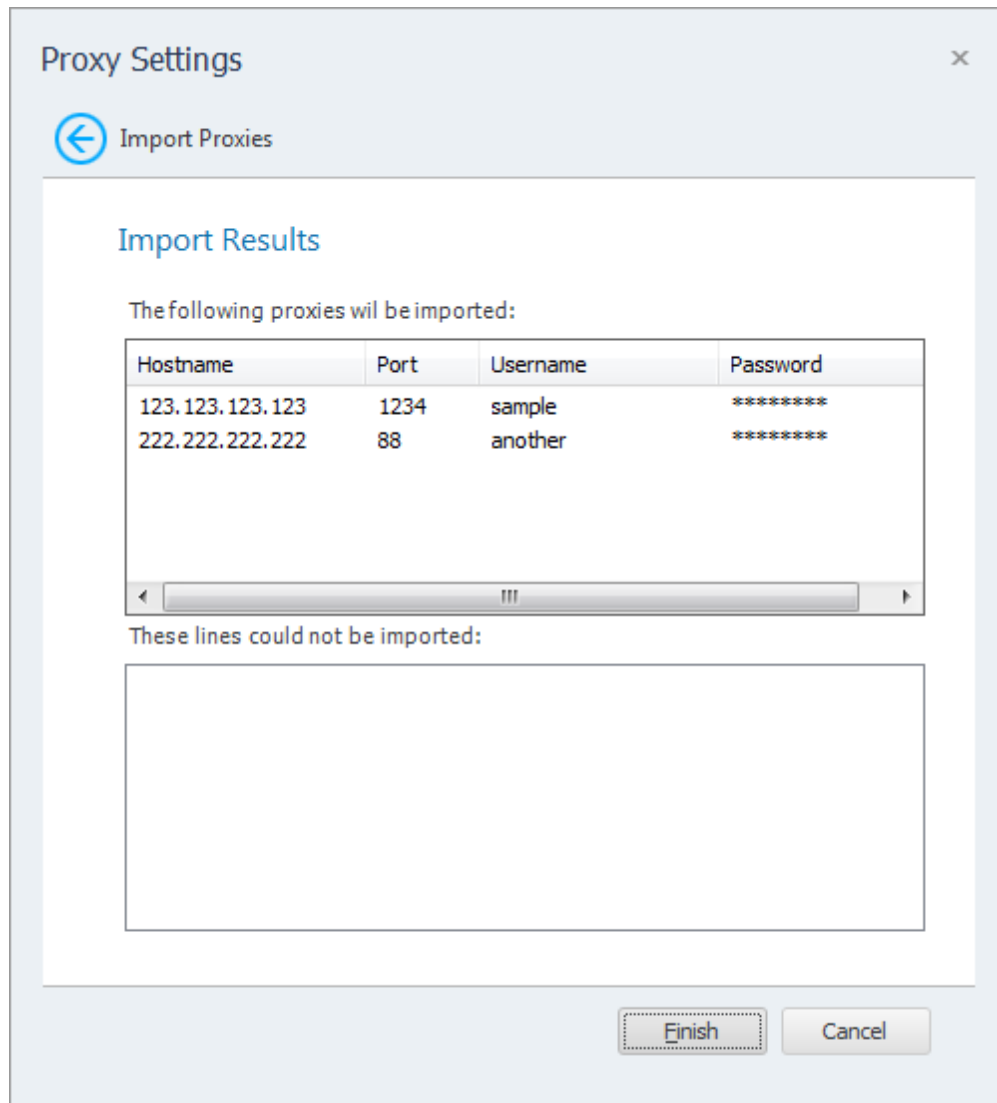 Proxy Settings
Import Proxies
Import Results
The following proxies wil be imported:
Hostname Port Username Password
123.123.123.123 1234 sample ********
222.222.222.222 88 another ********
These lines could not be imported:
Finish Cancel